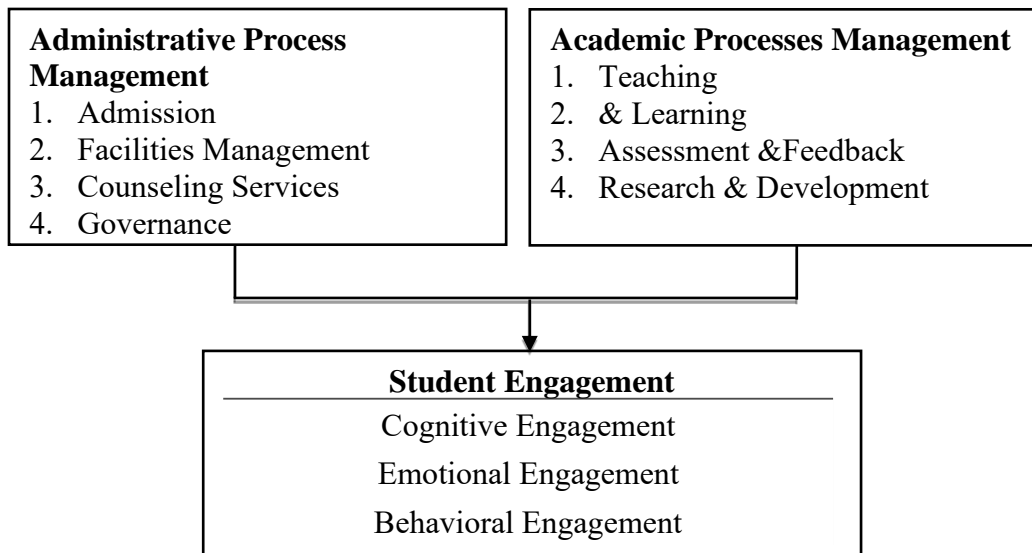 Administrative Process
Management
1. Admission
2. Facilities Management
3. Counseling Services
4. Governance
Academic Processes Management
1. Teaching
2. & Learning
3. Assessment &Feedback
4. Research & Development
Student Engagement
Cognitive Engagement
Emotional Engagement
Behavioral Engagement